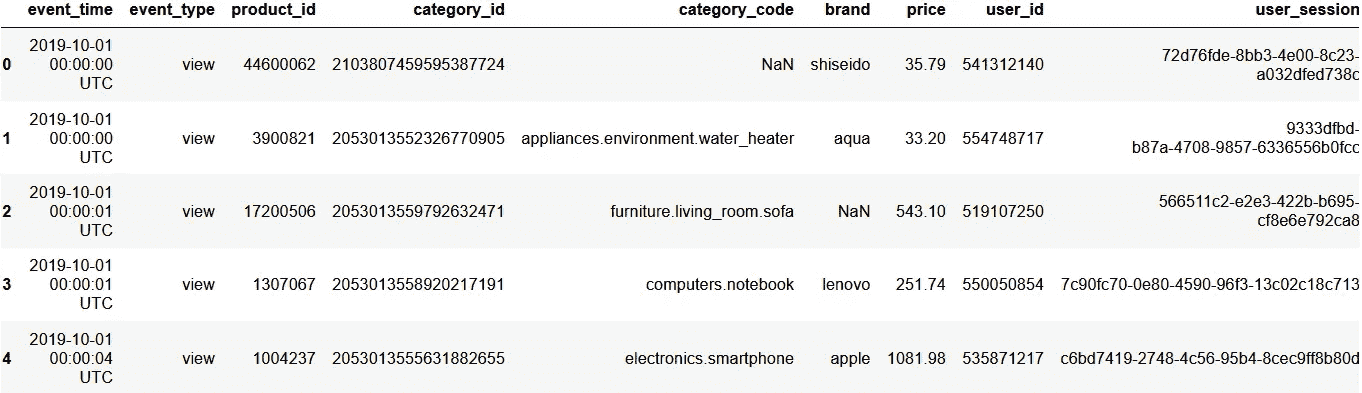 event_time event_type product_id category_id category_code brand price user_id user_session
0 2019-10-01 00:00:00 UTC view 44600062 2103807459595387724 NaN shiseido 35.79 541312140 72d76fde-8bb3-4e00-8c23-a032dfed738c
1 2019-10-01 00:00:00 UTC view 3900821 2053013552326770905 appliances.environment.water_heater aqua 33.20 554748717 9333dfbd-b87a-4708-9857-6336556b0fcc
2 2019-10-01 00:00:01 UTC view 17200506 2053013559792632471 furniture.living_room.sofa NaN 543.10 519107250 566511c2-e2e3-422b-b695-cf8e6e792ca8
3 2019-10-01 00:00:01 UTC view 1307067 2053013558920217191 computers.notebook lenovo 251.74 550050854 7c90fc70-0e80-4590-96f3-13c02c18c713
4 2019-10-01 00:00:04 UTC view 1004237 2053013555631882655 electronics.smartphone apple 1081.98 535871217 c6bd7419-2748-4c56-95b4-8cec9ff8b80d